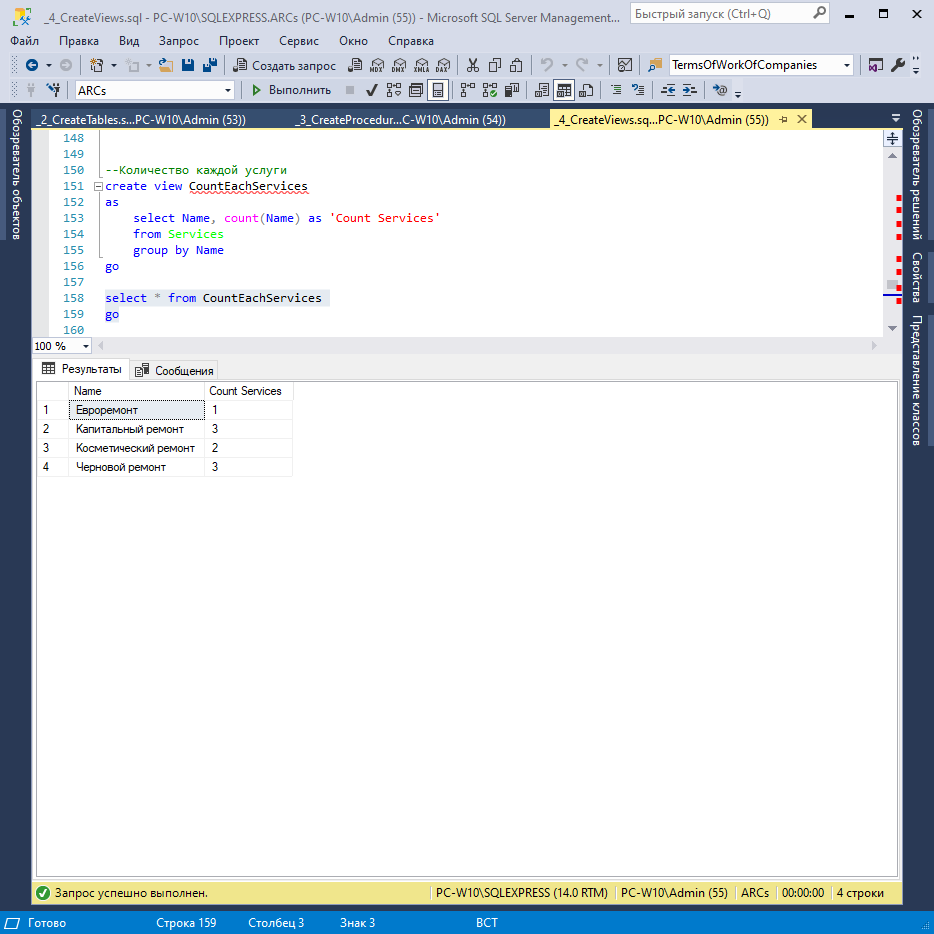 _4_CreateViews.sql - PC-W10\SQLEXPRESS.ARCs (PC-W10\Admin (55)) - Microsoft SQL Server Management...
Быстрый запуск (Ctrl+Q)
Файл Правка Вид Запрос Проект Сервис Окно Справка
Создать запрос MDX DMX XMLA DAX TermsOfWorkOfCompanies
ARCs Выполнить
_2_CreateTables.s...PC-W10\Admin (53)) _3_CreateProcedur...C-W10\Admin (54)) _4_CreateViews.sq...PC-W10\Admin (55))
Обозреватель объектов
148
149
150 --Количество каждой услуги
151 create view CountEachServices
152 as
153 select Name, count(Name) as 'Count Services'
154 from Services
155 group by Name
156 go
157
158 select * from CountEachServices
159 go
160
100 %
Обозреватель решений
Свойства
Представление классов
Результаты Сообщения
Name Count Services
1 Евроремонт 1
2 Капитальный ремонт 3
3 Косметический ремонт 2
4 Черновой ремонт 3
Запрос успешно выполнен. PC-W10\SQLEXPRESS (14.0 RTM) PC-W10\Admin (55) ARCs 00:00:00 4 строки
Готово Строка 159 Столбец 3 Знак 3 ВСТ